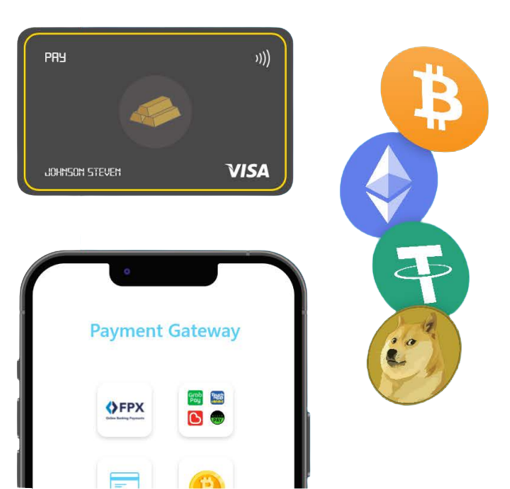 PAY
JOHNSON STEVEN
VISA
Payment Gateway
FPX
Online Banking Payments
Grab
Pay